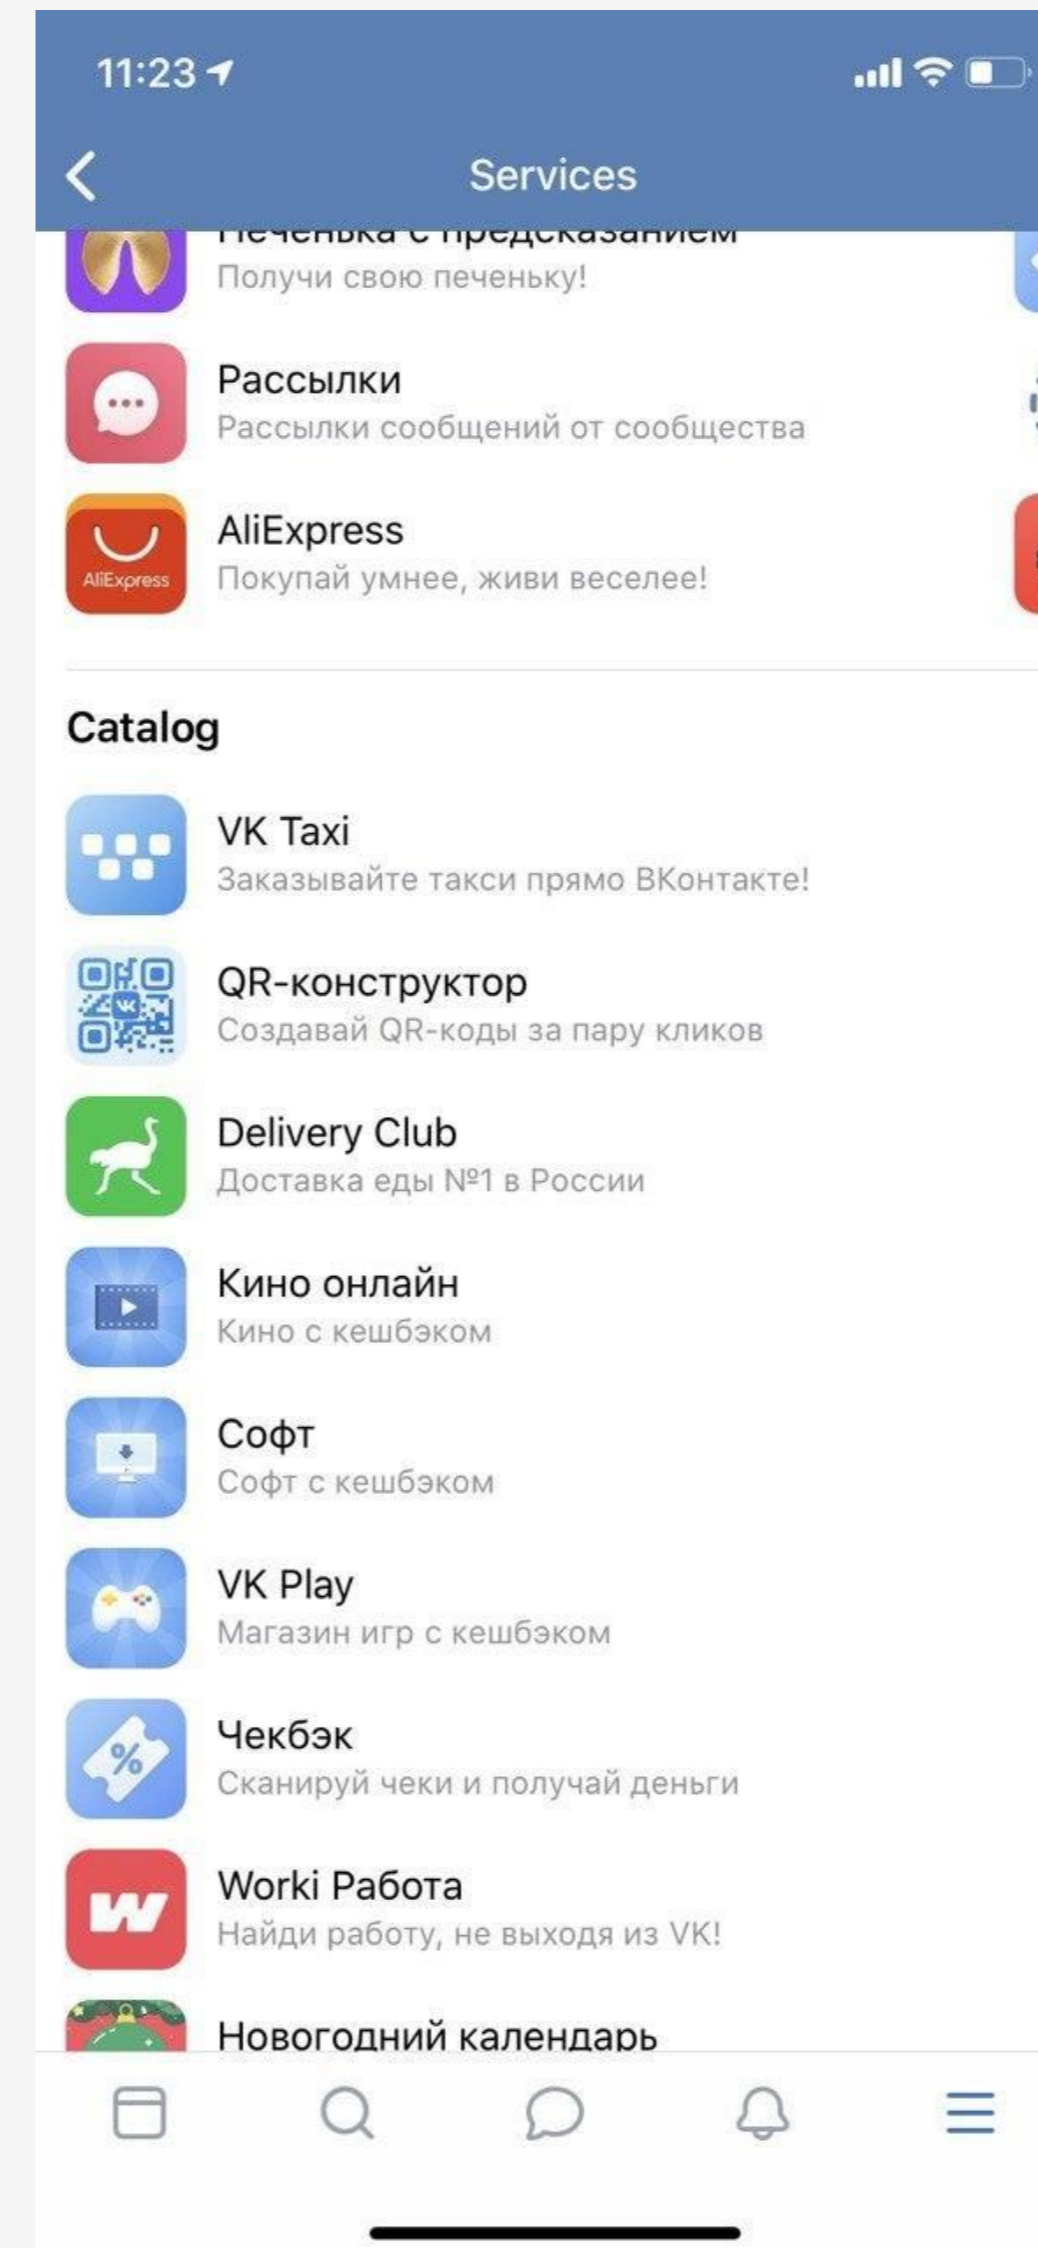 11:23
Services
Печенька с предсказанием
Получи свою печеньку!
Рассылки
Рассылки сообщений от сообщества
AliExpress
AliExpress
Покупай умнее, живи веселее!
Catalog
VK Taxi
Заказывайте такси прямо ВКонтакте!
QR-конструктор
Создавай QR-коды за пару кликов
Delivery Club
Доставка еды №1 в России
Кино онлайн
Кино с кешбэком
Софт
Софт с кешбэком
VK Play
Магазин игр с кешбэком
%
Чекбэк
Сканируй чеки и получай деньги
W
Worki Работа
Найди работу, не выходя из VK!
Новогодний календарь